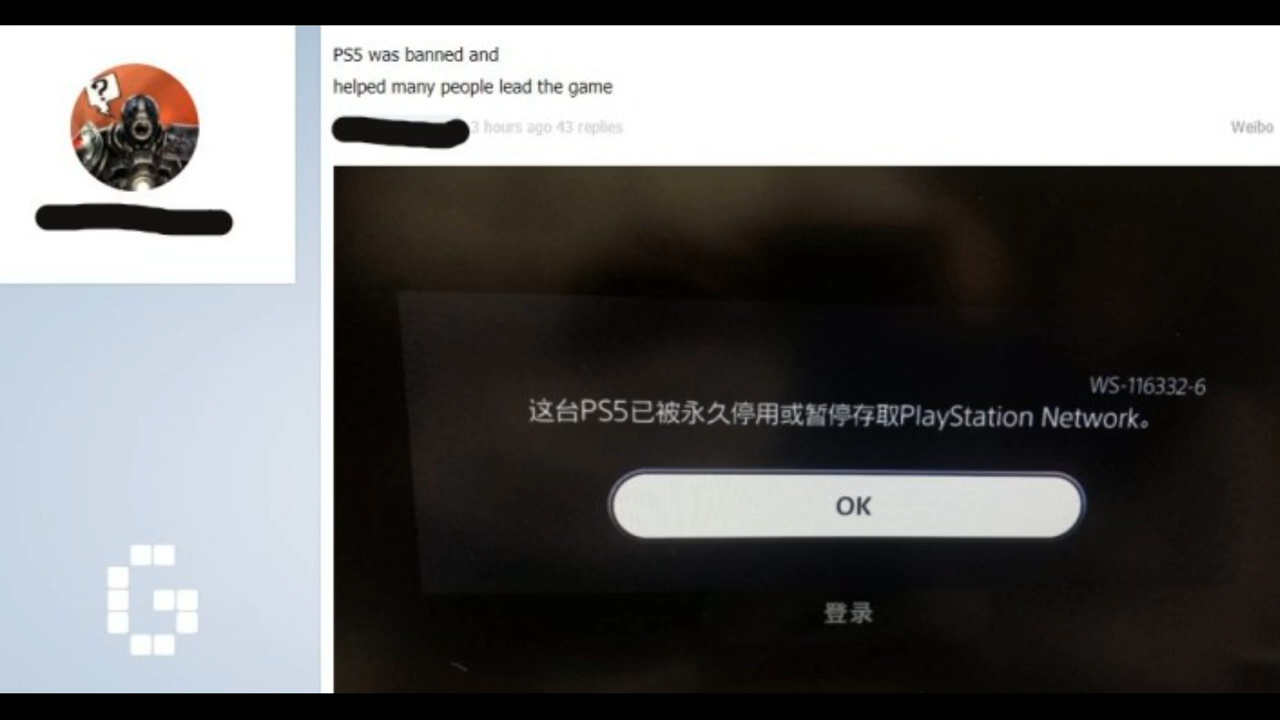 PS5 was banned and
helped many people lead the game
3 hours ago 43 replies
Weibo
?
WS-116332-6
这台PS5已被永久停用或暂停存取PlayStation Network。
OK
登录
G